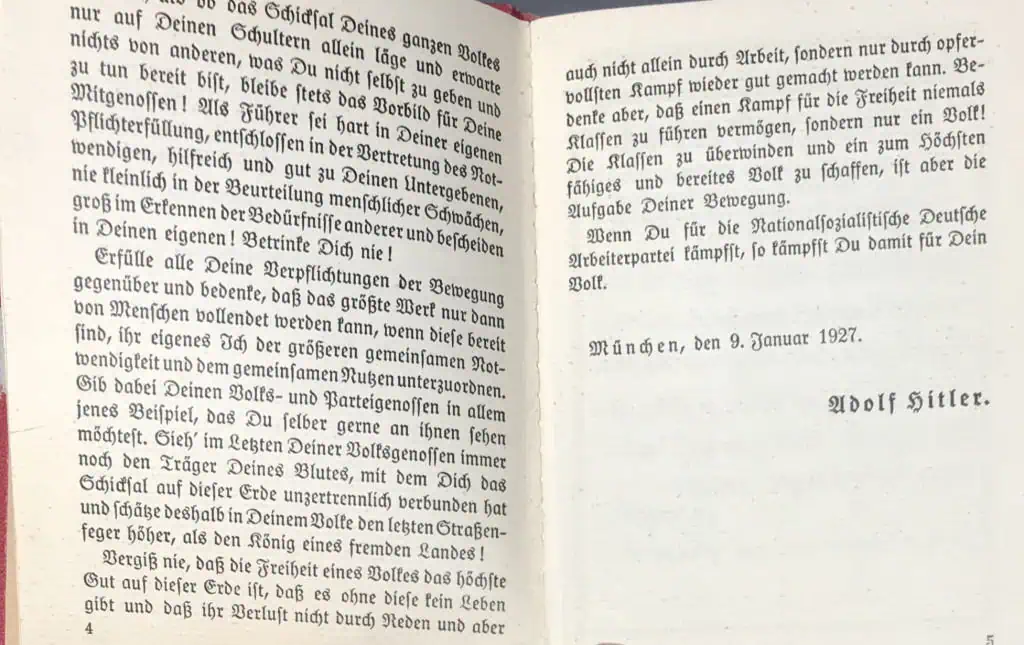 ob das Schicksal Deines ganzen Volkes
nur auf Deinen Schultern allein läge und erwarte
nichts von anderen, was Du nicht selbst zu geben und
zu tun bereit bist, bleibe stets das Vorbild für Deine
Mitgenossen! Als Führer sei hart in Deiner eigenen
Pflichterfüllung, entschlossen in der Vertretung des Not-
wendigen, hilfreich und gut zu Deinen Untergebenen,
nie kleinlich in der Beurteilung menschlicher Schwächen,
groß im Erkennen der Bedürfnisse anderer und bescheiden
in Deinen eigenen! Betrinke Dich nie!
Erfülle alle Deine Verpflichtungen der Bewegung
gegenüber und bedenke, daß das größte Werk nur dann
von Menschen vollendet werden kann, wenn diese bereit
sind, ihr eigenes Ich der größeren gemeinsamen Not-
wendigkeit und dem gemeinsamen Nutzen unterzuordnen.
Gib dabei Deinen Volks- und Parteigenossen in allem
jenes Beispiel, das Du selber gerne an ihnen sehen
möchtest. Sieh' im Letzten Deiner Volksgenossen immer
noch den Träger Deines Blutes, mit dem Dich das
Schicksal auf dieser Erde unzertrennlich verbunden hat
und schätze deshalb in Deinem Volke den letzten Straßen-
feger höher, als den König eines fremden Landes!
Vergiß nie, daß die Freiheit eines Volkes das höchste
Gut auf dieser Erde ist, daß es ohne diese kein Leben
gibt und daß ihr Verlust nicht durch Reden und aber
4
auch nicht allein durch Arbeit, sondern nur durch opfer-
vollsten Kampf wieder gut gemacht werden kann. Be-
denke aber, daß einen Kampf für die Freiheit niemals
Klassen zu führen vermögen, sondern nur ein Volk!
Die Klassen zu überwinden und ein zum Höchsten
fähiges und bereites Volk zu schaffen, ist aber die
Aufgabe Deiner Bewegung.
Wenn Du für die Nationalsozialistische Deutsche
Arbeiterpartei kämpfst, so kämpfst Du damit für Dein
Volk.
München, den 9. Januar 1927.
Adolf Hitler.
5